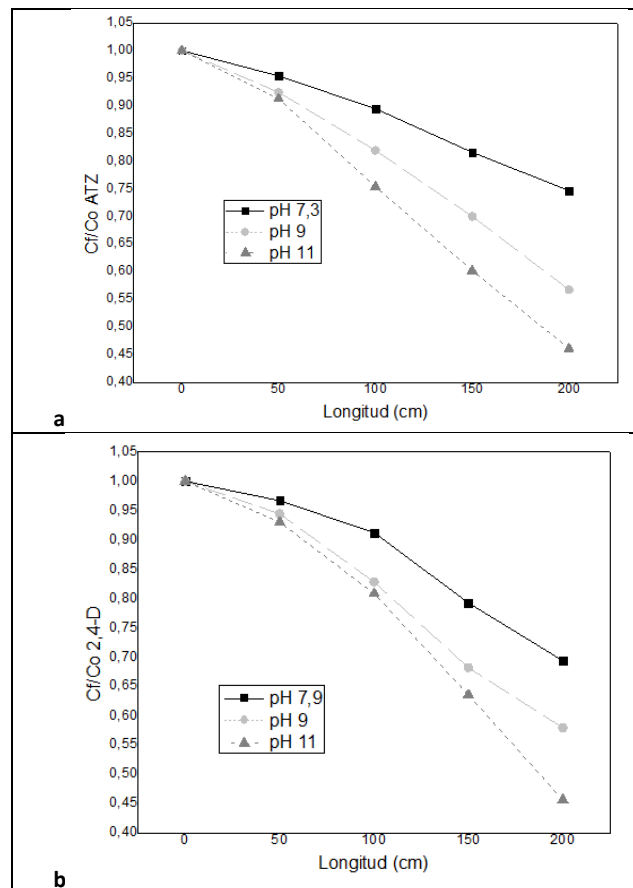 1,05
1,00
0,95
0,90
0,85
0,80
0,75
0,70
0,65
0,60
0,55
0,50
0,45
0,40
Cf/Co ATZ
pH 7,3
pH 9
pH 11
0 50 100 150 200
Longitud (cm)
a
1,05
1,00
0,95
0,90
0,85
0,80
0,75
0,70
0,65
0,60
0,55
0,50
0,45
0,40
Cf/Co 2,4-D
pH 7,9
pH 9
pH 11
0 50 100 150 200
Longitud (cm)
b